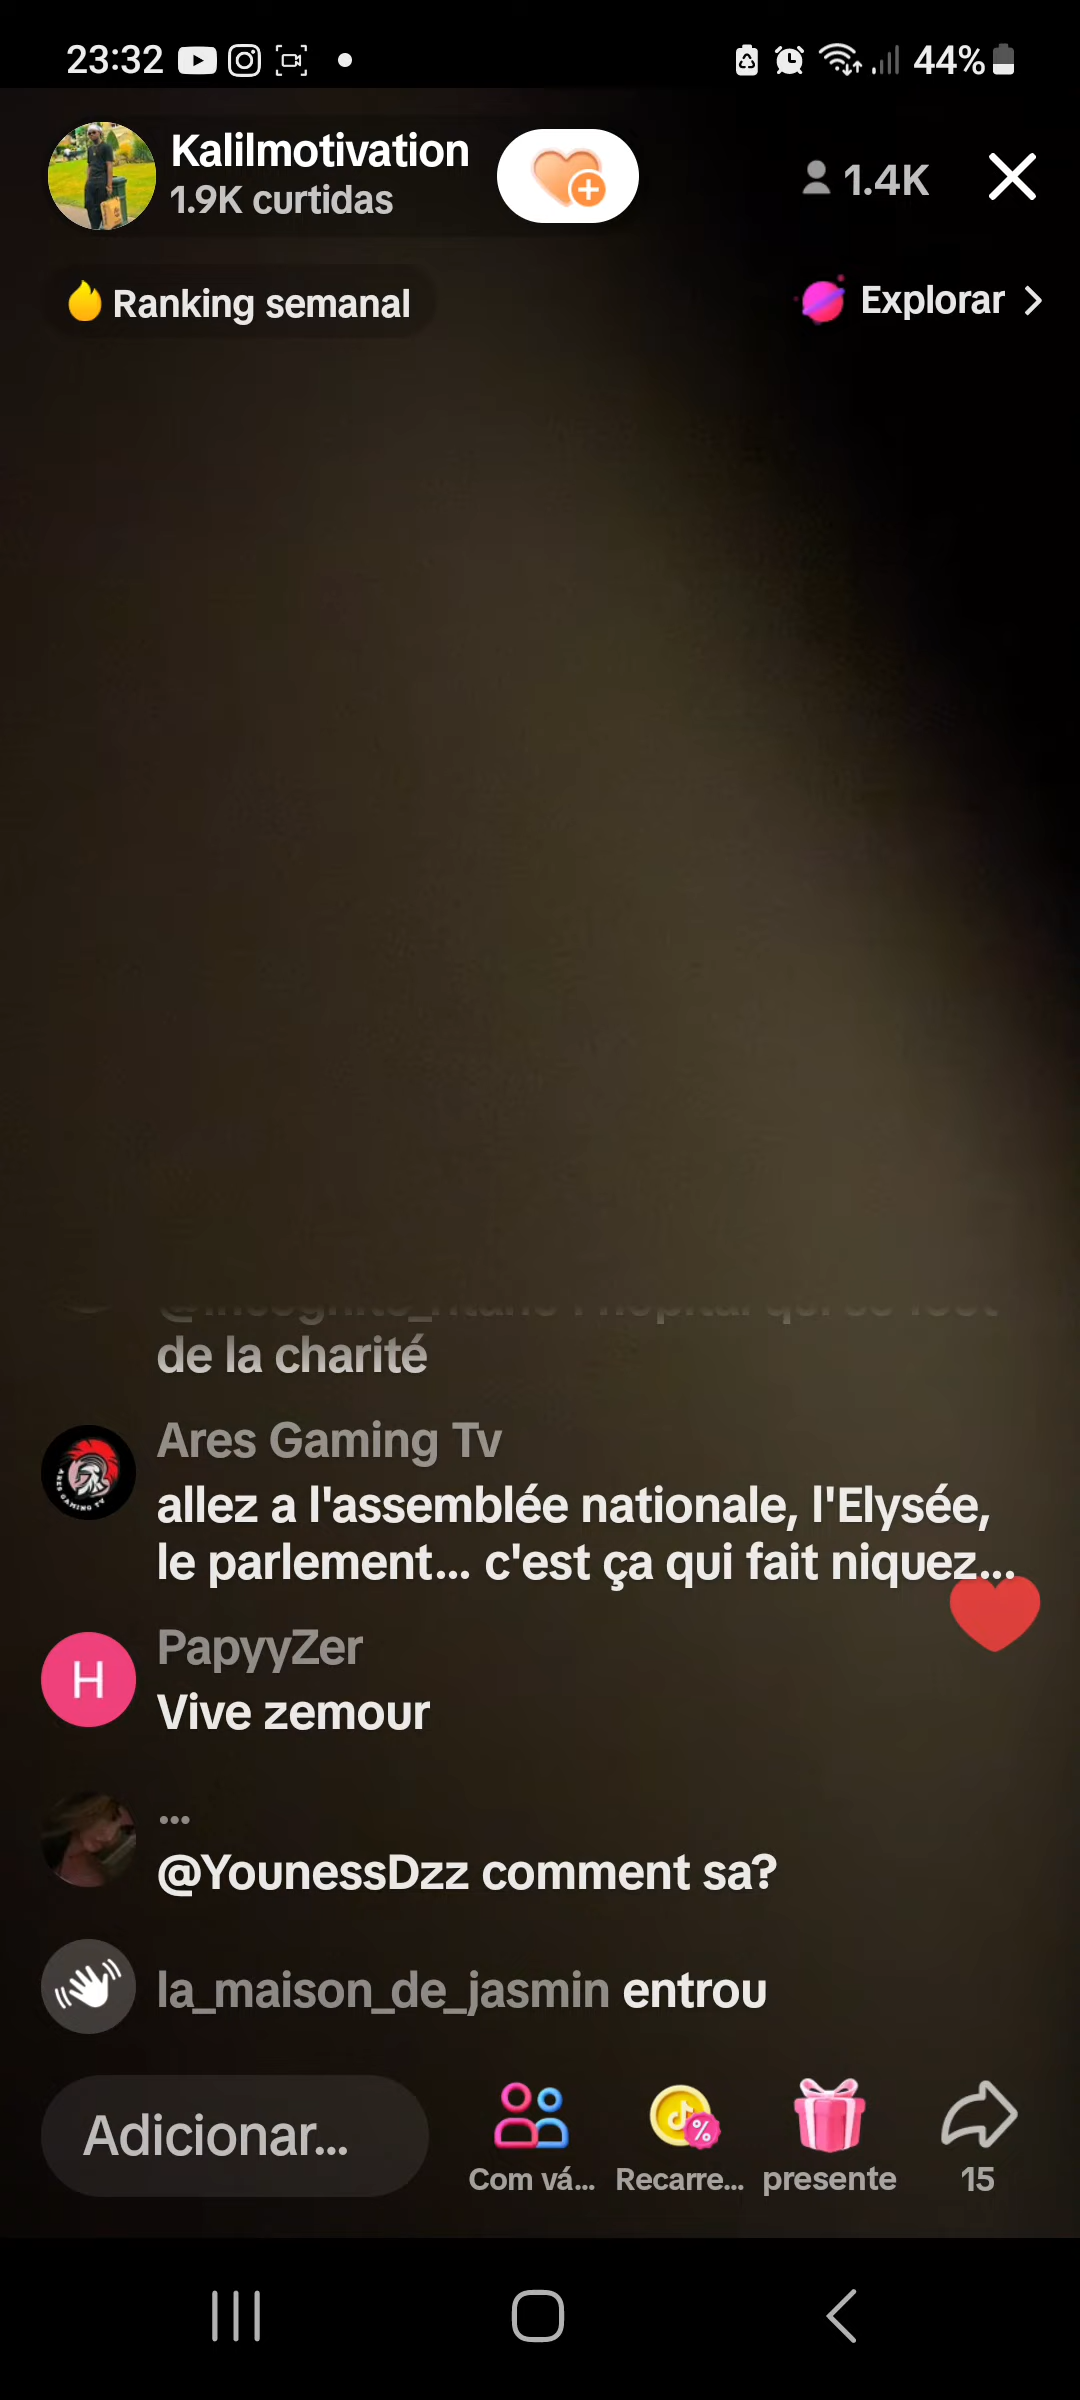 23:32
44%
Kalilmotivation
1.9K curtidas
1.4K
Ranking semanal
Explorar
de la charité
Ares Gaming Tv
allez a l'assemblée nationale, l'Elysée,
le parlement... c'est ça qui fait niquez...
H
PapyyZer
Vive zemour
...
@YounessDzz comment sa?
la_maison_de_jasmin entrou
Adicionar...
Com vá...
Recarre...
presente
15